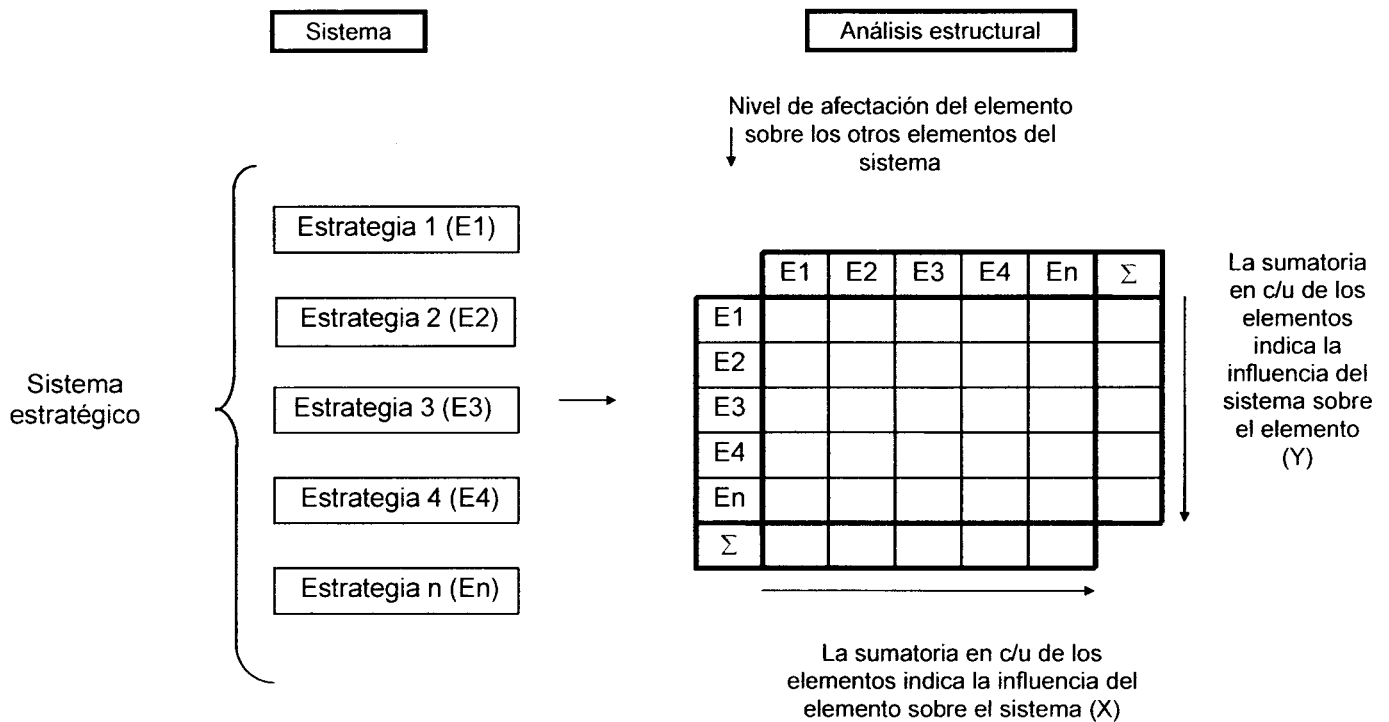 Sistema
Análisis estructural
Nivel de afectación del elemento
sobre los otros elementos del
sistema
Sistema
estratégico
Estrategia 1 (E1)
Estrategia 2 (E2)
Estrategia 3 (E3)
Estrategia 4 (E4)
Estrategia n (En)
E1 E2 E3 E4 En Σ
E1
E2
E3
E4
En
Σ
La sumatoria
en c/u de los
elementos
indica la
influencia del
sistema sobre
el elemento
(Y)
La sumatoria en c/u de los
elementos indica la influencia del
elemento sobre el sistema (X)